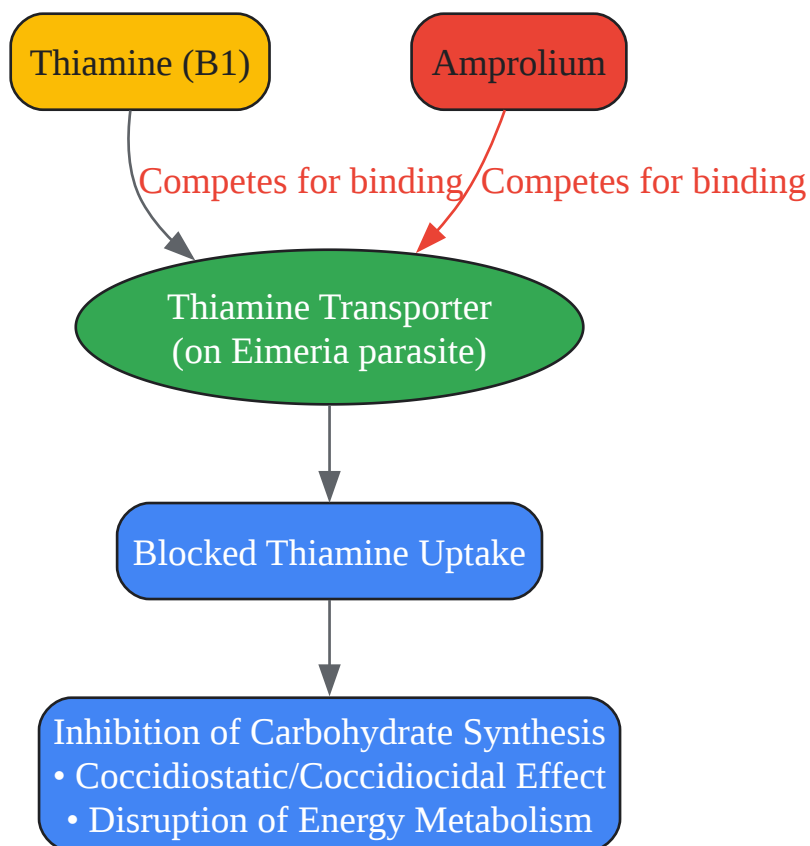 Thiamine (B1)
Amprolium
Competes for binding
Competes for binding
Thiamine Transporter
(on Eimeria parasite)
Blocked Thiamine Uptake
Inhibition of Carbohydrate Synthesis
• Coccidiostatic/Coccidiocidal Effect
• Disruption of Energy Metabolism